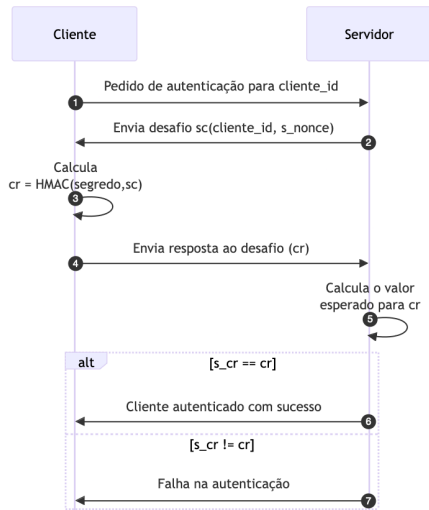 Cliente
Servidor
Pedido de autenticação para cliente_id
1
Envia desafio sc(cliente_id, s_nonce)
2
Calcula
cr = HMAC(segredo,sc)
3
Envia resposta ao desafio (cr)
4
Calcula o valor
esperado para cr
5
alt
[s_cr == cr]
Cliente autenticado com sucesso
6
[s_cr != cr]
Falha na autenticação
7